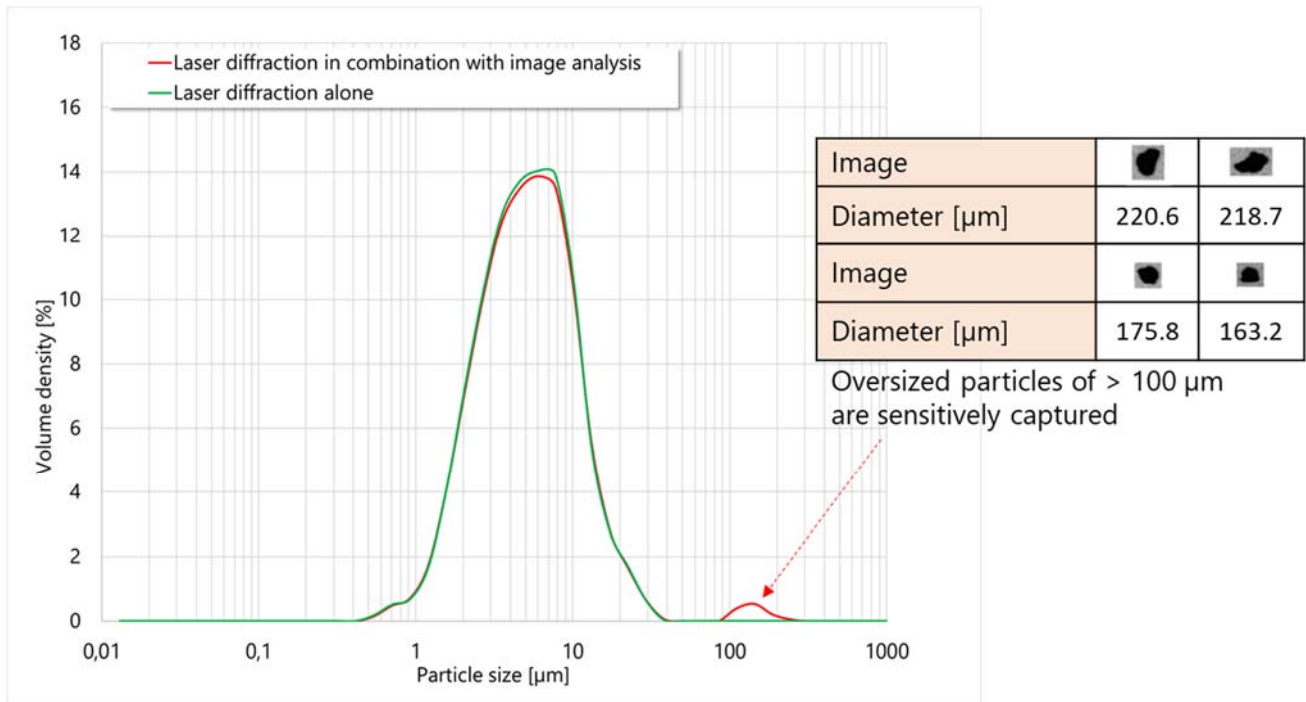 18
16
14
12
10
8
6
4
2
0
Volume density [%]
Laser diffraction in combination with image analysis
Laser diffraction alone
0,01 0,1 1 10 100 1000
Particle size [µm]
Image
Diameter [µm] 220.6 218.7
Image
Diameter [µm] 175.8 163.2
Oversized particles of > 100 µm
are sensitively captured